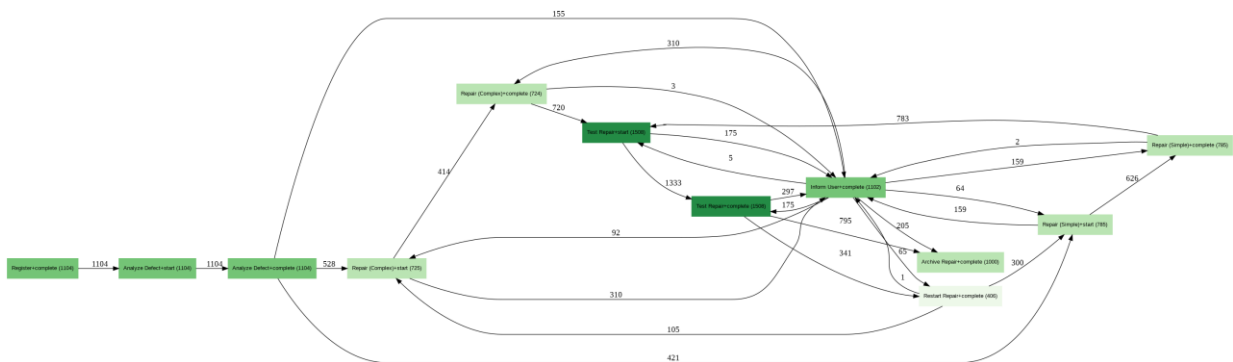 155
310
Repair (Complex)+complete (724)
3
720
783
Test Repair+start (1508)
175
2
Repair (Simple)+complete (785)
5
159
414
1333
626
297
Inform User+complete (1102)
64
Test Repair+complete (1508)
175
159
795
205
Repair (Simple)+start (785)
92
65
Archive Repair+complete (1000)
Register+complete (1104)
1104
Analyze Defect+start (1104)
1104
Analyze Defect+complete (1104)
528
Repair (Complex)+start (725)
341
300
1
310
Restart Repair+complete (406)
105
421